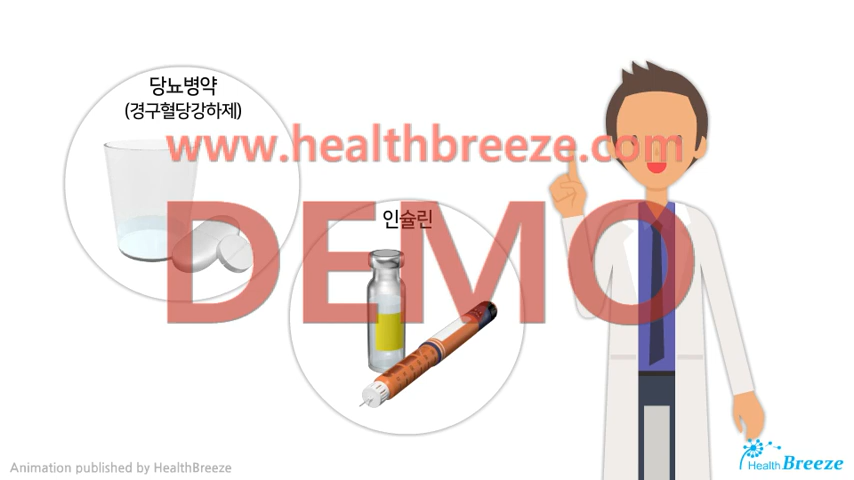 당뇨병약
(경구혈당강하제)
www.healthbreeze.com
인슐린
DEMO
Animation published by HealthBreeze
Health Breeze